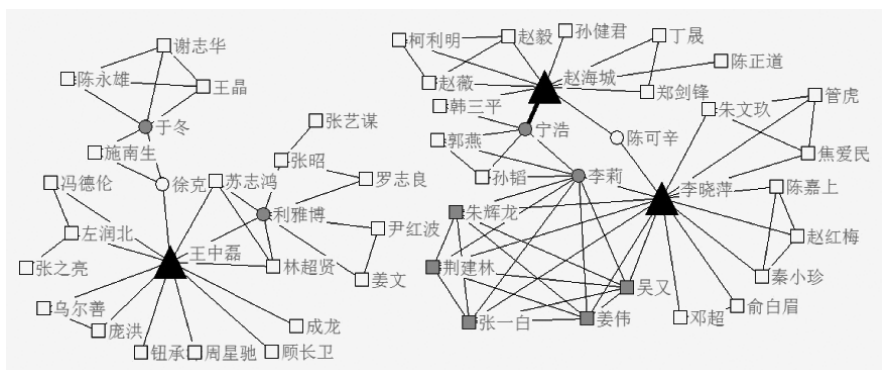 谢志华
陈永雄
王晶
于冬
施南生
徐克
苏志鸿
张艺谋
张昭
罗志良
冯德伦
左润北
利雅博
尹红波
王中磊
林超贤
姜文
张之亮
乌尔善
庞洪
成龙
钮承
周星驰
顾长卫
柯利明
赵毅
孙健君
丁晟
陈正道
赵薇
赵海城
郑剑锋
韩三平
宁浩
陈可辛
朱文玖
管虎
郭燕
焦爱民
孙韬
李莉
李晓萍
陈嘉上
朱辉龙
赵红梅
荆建林
吴又
秦小珍
张一白
姜伟
邓超
俞白眉